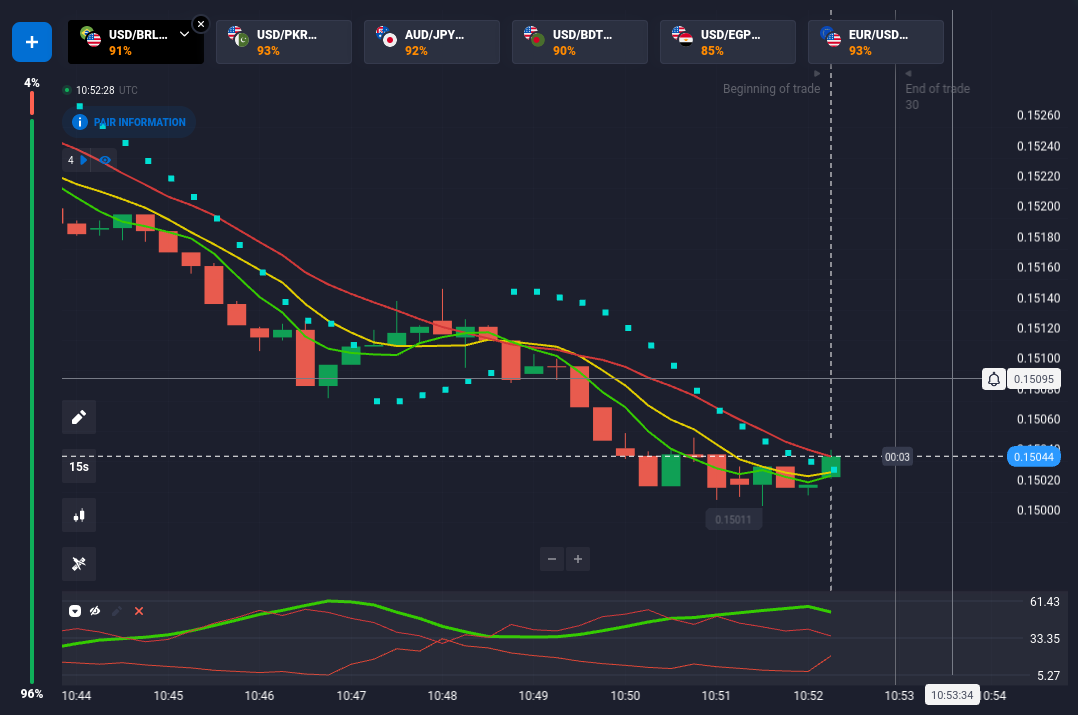 +
USD/BRL...
91%
USD/PKR...
93%
AUD/JPY...
92%
USD/BDT...
90%
USD/EGP...
85%
EUR/USD...
93%
4%
10:52:28 UTC
Beginning of trade
End of trade
30
PAIR INFORMATION
4
0.15260
0.15240
0.15220
0.15200
0.15180
0.15160
0.15140
0.15120
0.15100
0.15095
0.15080
0.15060
00:03
0.15044
0.15020
0.15000
15s
0.15011
− +
61.43
33.35
5.27
96%
10:44 10:45 10:46 10:47 10:48 10:49 10:50 10:51 10:52 10:53 10:53:34 0:54